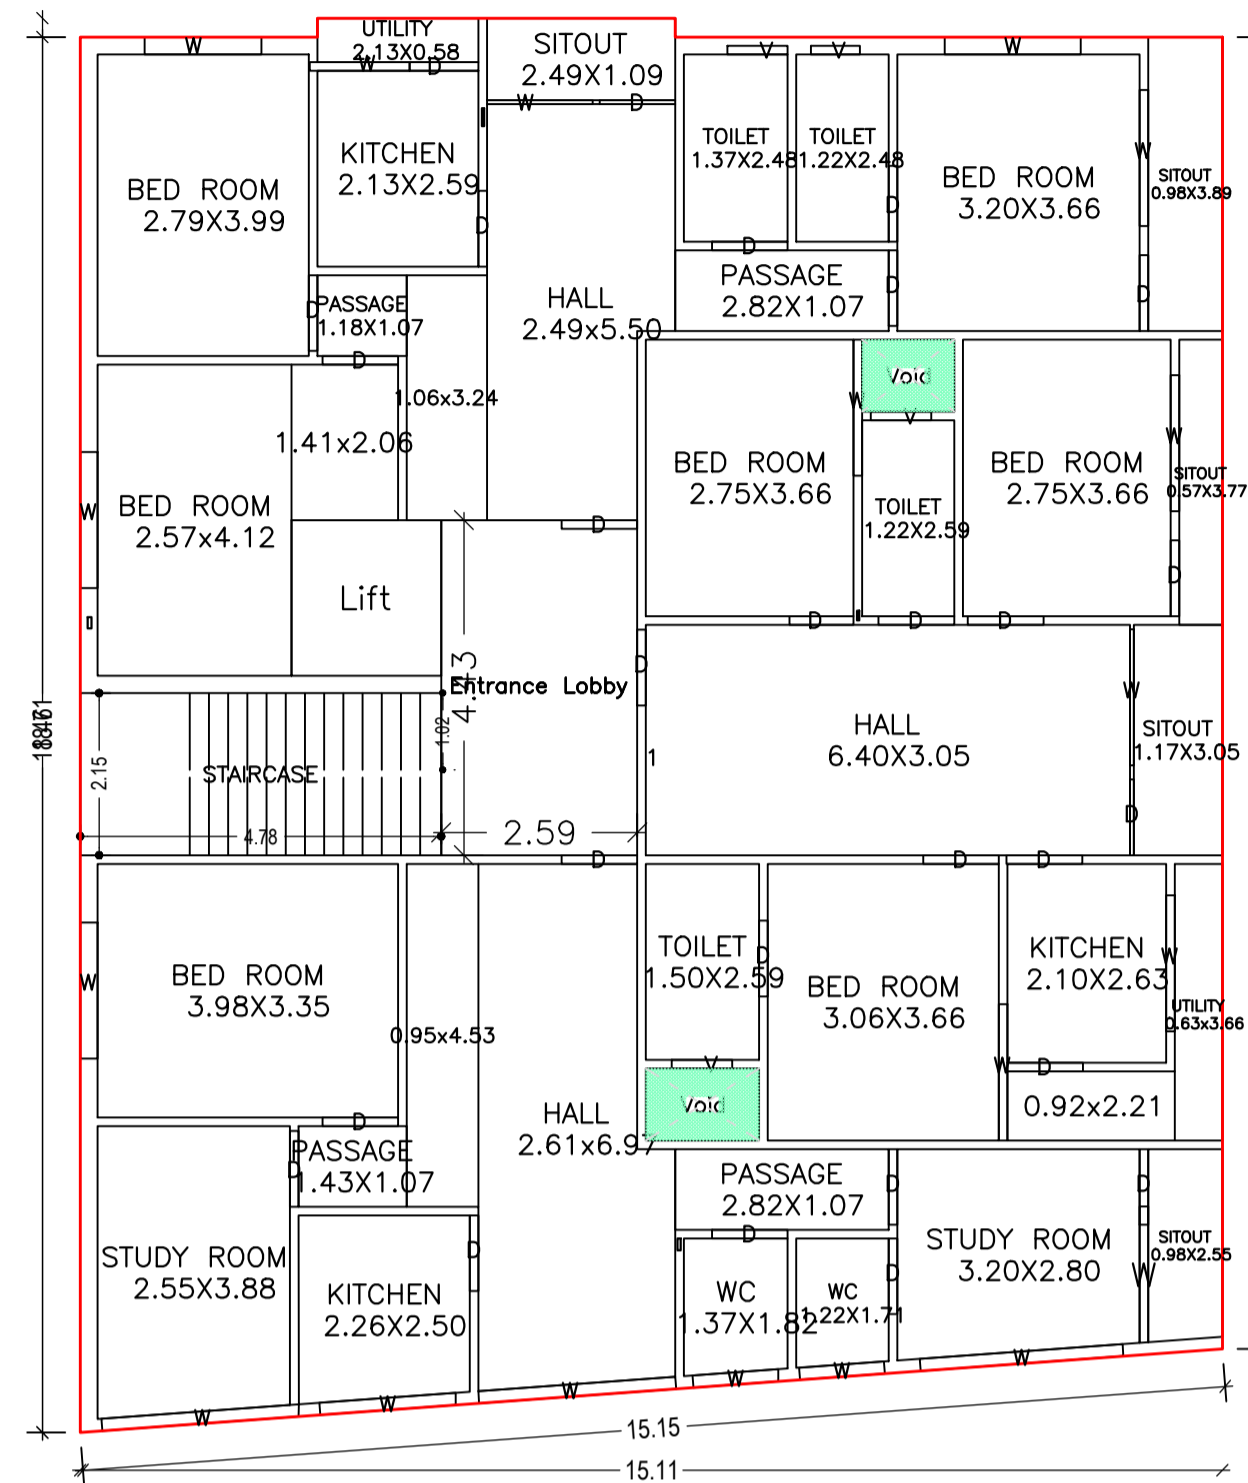 UTILITY
2.13X0.58
W
W
D
SITOUT
2.49X1.09
W
D
V
V
W
KITCHEN
2.13X2.59
D
BED ROOM
2.79X3.99
TOILET
1.37X2.48
TOILET
1.22X2.48
D
D
BED ROOM
3.20X3.66
W
D
SITOUT
0.98X3.89
PASSAGE
1.18X1.07
D
D
HALL
2.49x5.50
PASSAGE
2.82X1.07
D
1.06x3.24
1.41x2.06
BED ROOM
2.57x4.12
W
Lift
D
BED ROOM
2.75X3.66
W
Void
V
TOILET
1.22X2.59
BED ROOM
2.75X3.66
W
D
SITOUT
0.57X3.77
D
D
D
4.43
Entrance Lobby
D
1.02
2.15
STAIRCASE
4.78
2.59
1
HALL
6.40X3.05
W
D
SITOUT
1.17X3.05
D
D
D
BED ROOM
3.98X3.35
W
0.95x4.53
D
TOILET
1.50X2.59
D
V
Void
BED ROOM
3.06X3.66
W
KITCHEN
2.10X2.63
W
D
UTILITY
0.63x3.66
0.92x2.21
HALL
2.61x6.97
PASSAGE
1.43X1.07
D
PASSAGE
2.82X1.07
D
D
D
STUDY ROOM
2.55X3.88
KITCHEN
2.26X2.50
D
WC
1.37X1.82
WC
1.22X1.71
D
STUDY ROOM
3.20X2.80
W
SITOUT
0.98X2.55
W
W
W
W
W
W
15.15
15.11